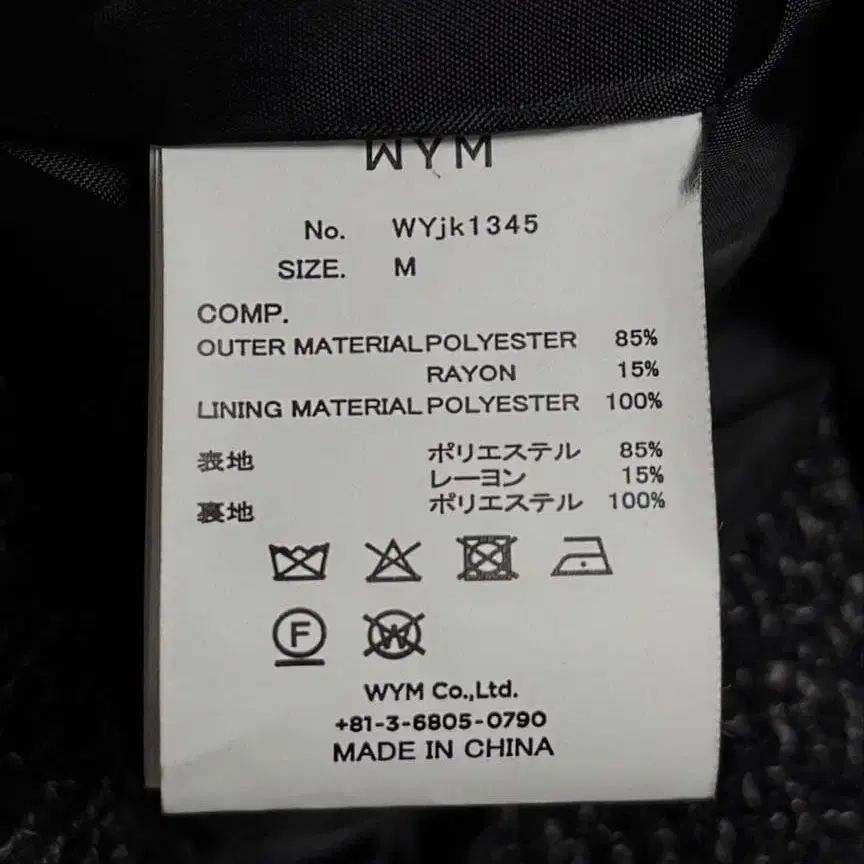 WYM
No. WYjk1345
SIZE. M
COMP.
OUTER MATERIAL POLYESTER 85%
RAYON 15%
LINING MATERIAL POLYESTER 100%
表地 ポリエステル 85%
レーヨン 15%
裏地 ポリエステル 100%
F
W
WYM Co.,Ltd.
+81-3-6805-0790
MADE IN CHINA